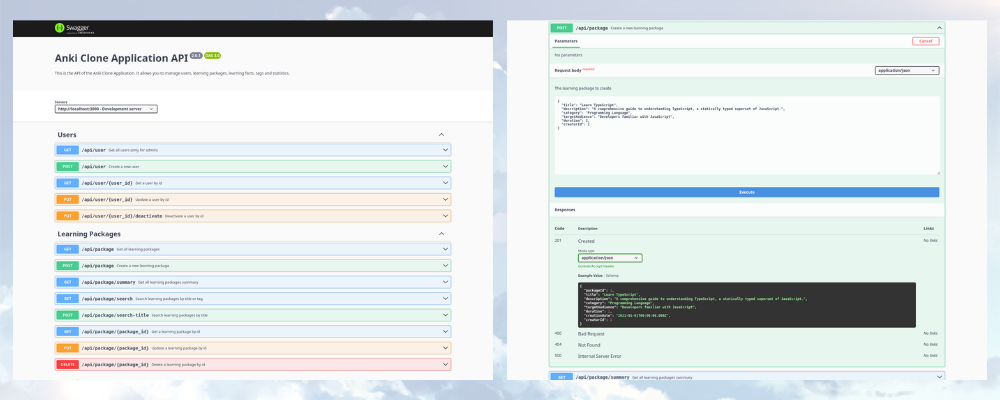 Swagger
Anki Clone Application API
OAS 3.0
This is the API of the Anki Clone Application. It allows you to manage users, learning packages, learning facts, tags and statistics.
Servers
http://localhost:3000 - Development server
Users
GET /api/user Get all users (only for admin)
POST /api/user Create a new user
GET /api/user/{user_id} Get a user by id
PUT /api/user/{user_id} Update a user by id
PUT /api/user/{user_id}/deactivate Deactivate a user by id
Learning Packages
GET /api/package Get all learning packages
POST /api/package Create a new learning package
GET /api/package/summary Get all learning packages summary
GET /api/package/search Search learning packages by title or tag
POST /api/package/search-title Search learning packages by title
GET /api/package/{package_id} Get a learning package by id
PUT /api/package/{package_id} Update a learning package by id
DELETE /api/package/{package_id} Delete a learning package by id
POST /api/package Create a new learning package
Parameters
Cancel
No parameters
Request body required
application/json
The learning package to create
{
"title": "Learn TypeScript",
"description": "A comprehensive guide to understanding TypeScript, a statically typed superset of JavaScript.",
"category": "Programming Language",
"targetAudience": "Developers familiar with JavaScript",
"duration": 2,
"creatorId": 1
}
Execute
Responses
Code Description Links
201 Created No links
Media type
application/json
Controls Accept header.
Example Value Schema
{
"packageId": 1,
"title": "Learn TypeScript",
"description": "A comprehensive guide to understanding TypeScript, a statically typed superset of JavaScript.",
"category": "Programming Language",
"targetAudience": "Developers familiar with JavaScript",
"duration": 2,
"creationDate":
"creatorId": 1
}
400 Bad Request No links
404 Not Found No links
500 Internal Server Error No links
GET /api/package/summary Get all learning packages summary